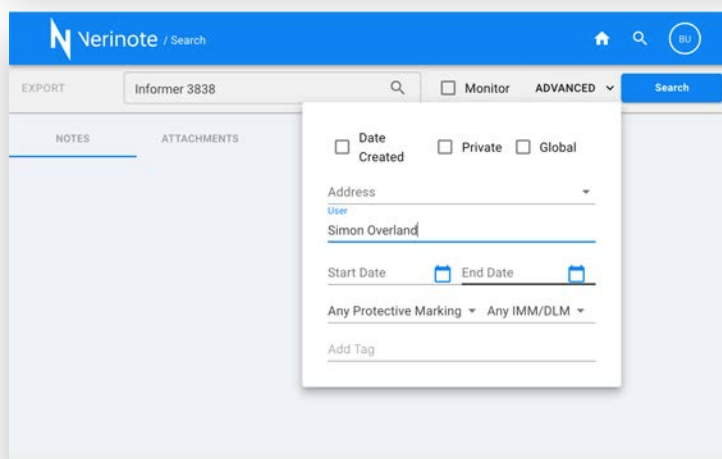 Verinote / Search
BU
EXPORT
Informer 3838
Monitor
ADVANCED
Search
NOTES
ATTACHMENTS
Date
Created
Private
Global
Address
User
Simon Overland
Start Date
End Date
Any Protective Marking
Any IMM/DLM
Add Tag